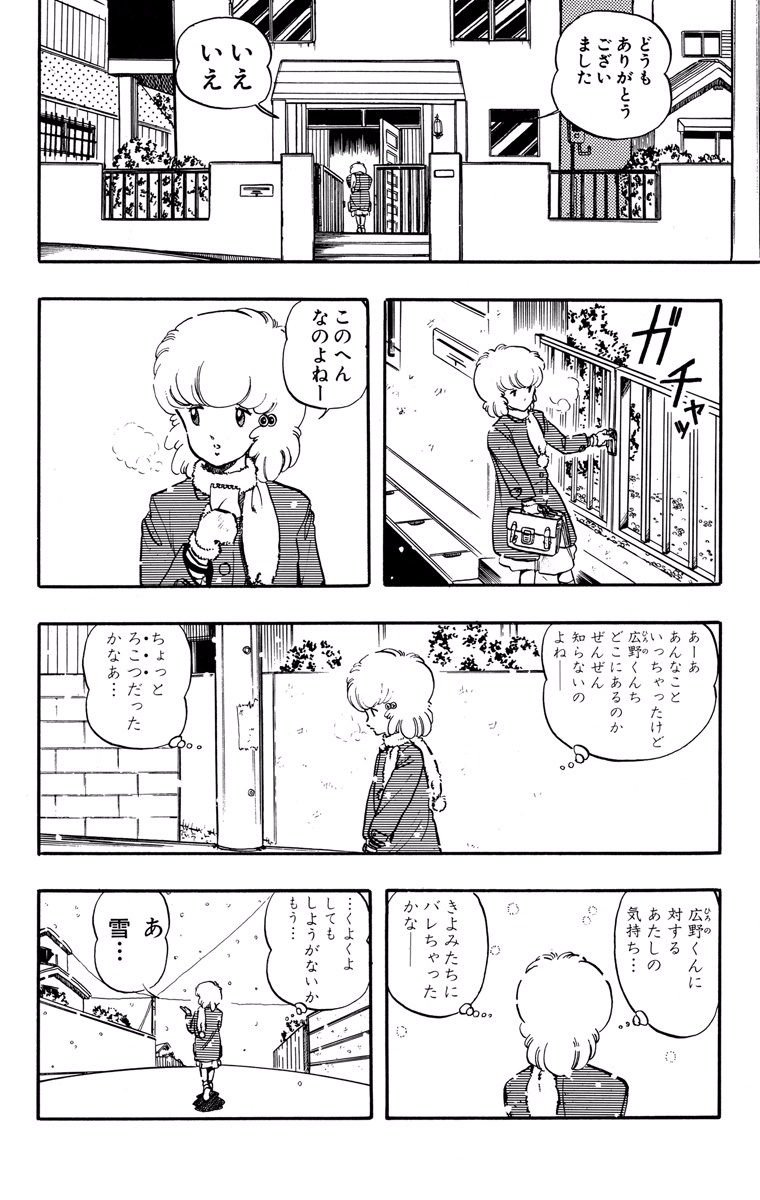 どうも
ありがとう
ござい
ました
いえ
いえ
ガチャッ
このへん
なのよねー
あーあ
あんなこと
いっちゃったけど
広野くんち
ひろの
どこにあるのか
ぜんぜん
知らないの
よね──
ちょっと
ろこつだった
かなあ…
広野くんに
ひろの
対する
あたしの
気持ち…
きよみたちに
バレちゃった
かな──
…くよくよ
しても
しようがないか
もう…
あ
雪…